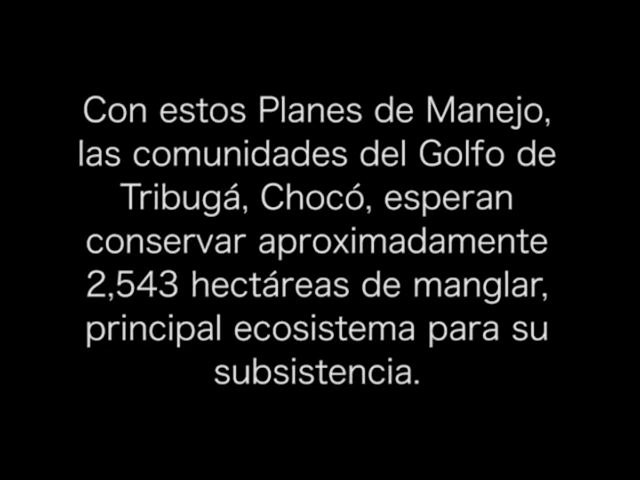 Con estos Planes de Manejo,
las comunidades del Golfo de
Tribugá, Chocó, esperan
conservar aproximadamente
2,543 hectáreas de manglar,
principal ecosistema para su
subsistencia.